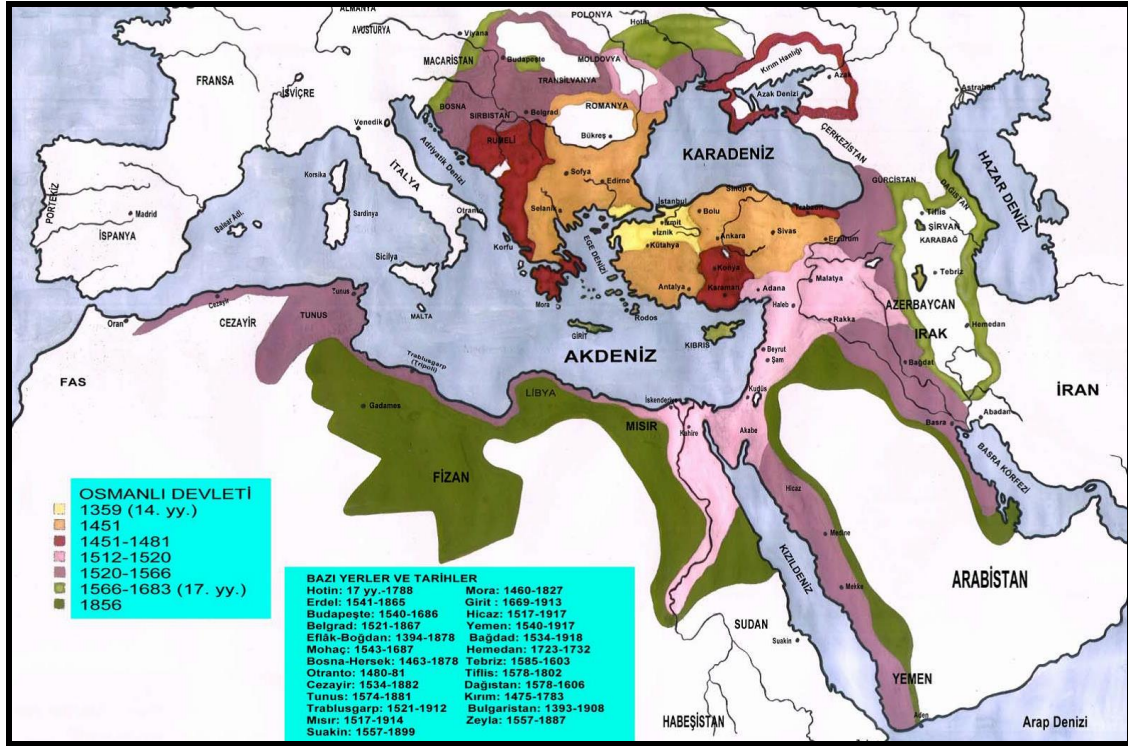 ALMANYA
AVUSTURYA
POLONYA
Hotin
Viyana
MACARİSTAN
Budapeşte
MOLDOVYA
Kırım Hanlığı
Azak
FRANSA
İSVİÇRE
TRANSİLVANYA
Azak Denizi
Astrahan
BOSNA
SIRBİSTAN
Belgrad
ROMANYA
Venedik
RUMELİ
Bükreş
ÇERKEZİSTAN
Adriyatik Denizi
İTALYA
KARADENİZ
HAZAR DENİZİ
PORTEKİZ
Korsika
Sofya
Edirne
GÜRCİSTAN
DAĞISTAN
Madrid
İSPANYA
Balear Adl.
Sardinya
Otranto
Selanik
İstanbul
Sinop
Trabzon
Tiflis
ŞİRVAN
KARABAĞ
İzmit
İznik
Bolu
Kütahya
Ankara
Sivas
Erzurum
Korfu
EGE DENİZİ
Sicilya
Konya
Karaman
Malatya
Tebriz
Antalya
Adana
AZERBAYCAN
Cezayir
Tunus
Mora
Rodos
Haleb
Oran
CEZAYİR
TUNUS
MALTA
GİRİT
KIBRIS
Rakka
IRAK
Hemedan
Trablusgarp
(Tripoli)
AKDENİZ
Beyrut
Şam
Bağdat
FAS
LİBYA
Kudüs
İRAN
Gadames
İskenderiye
MISIR
Kahire
Akabe
Basra
Abadan
BASRA KÖRFEZİ
FİZAN
Hicaz
Medine
KIZILDENİZ
Mekke
ARABİSTAN
SUDAN
Suakin
YEMEN
Aden
HABEŞİSTAN
Arap Denizi
OSMANLI DEVLETİ
1359 (14. yy.)
1451
1451-1481
1512-1520
1520-1566
1566-1683 (17. yy.)
1856
BAZI YERLER VE TARİHLER
Hotin: 17 yy.-1788
Erdel: 1541-1865
Budapeşte: 1540-1686
Belgrad: 1521-1867
Eflâk-Boğdan: 1394-1878
Mohaç: 1543-1687
Bosna-Hersek: 1463-1878
Otranto: 1480-81
Cezayir: 1534-1882
Tunus: 1574-1881
Trablusgarp: 1521-1912
Mısır: 1517-1914
Suakin: 1557-1899
Mora: 1460-1827
Girit : 1669-1913
Hicaz: 1517-1917
Yemen: 1540-1917
Bağdad: 1534-1918
Hemedan: 1723-1732
Tebriz: 1585-1603
Tiflis: 1578-1802
Dağıstan: 1578-1606
Kırım: 1475-1783
Bulgaristan: 1393-1908
Zeyla: 1557-1887